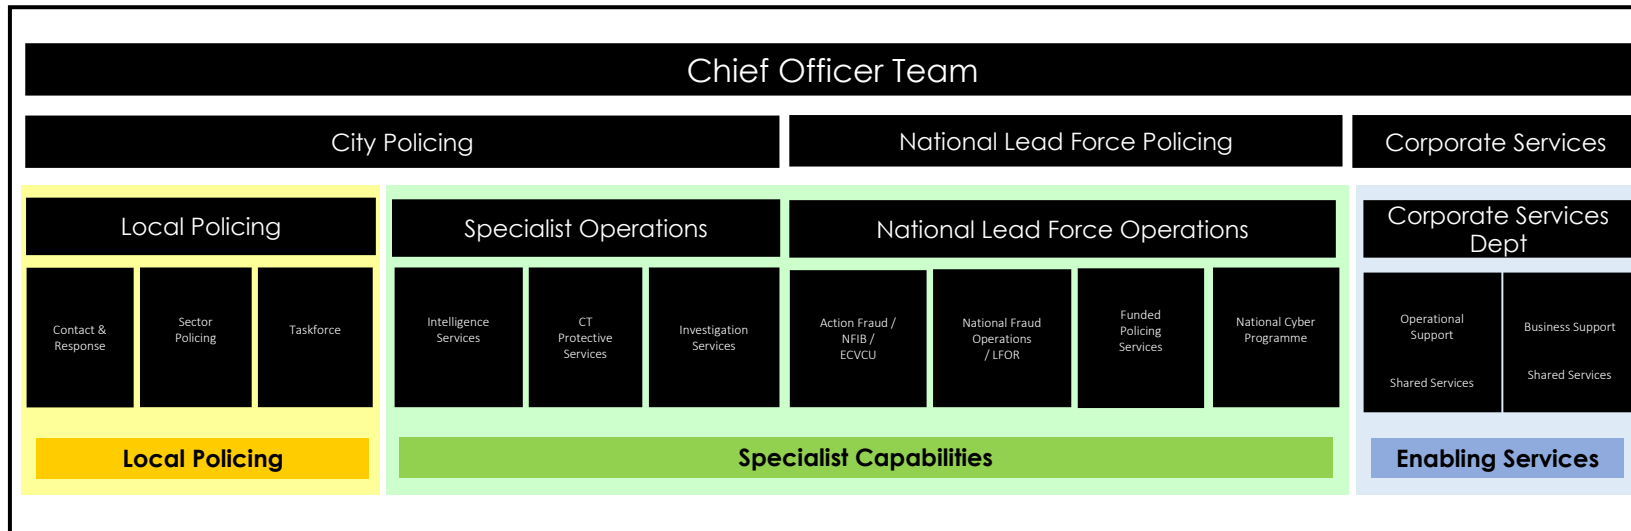 Chief Officer Team
City Policing
National Lead Force Policing
Corporate Services
Local Policing
Specialist Operations
National Lead Force Operations
Corporate Services
Dept
Contact &
Response
Sector
Policing
Taskforce
Intelligence
Services
CT
Protective
Services
Investigation
Services
Action Fraud /
NFIB /
ECVCU
National Fraud
Operations
/ LFOR
Funded
Policing
Services
National Cyber
Programme
Operational
Support
Shared Services
Business Support
Shared Services
Local Policing
Specialist Capabilities
Enabling Services